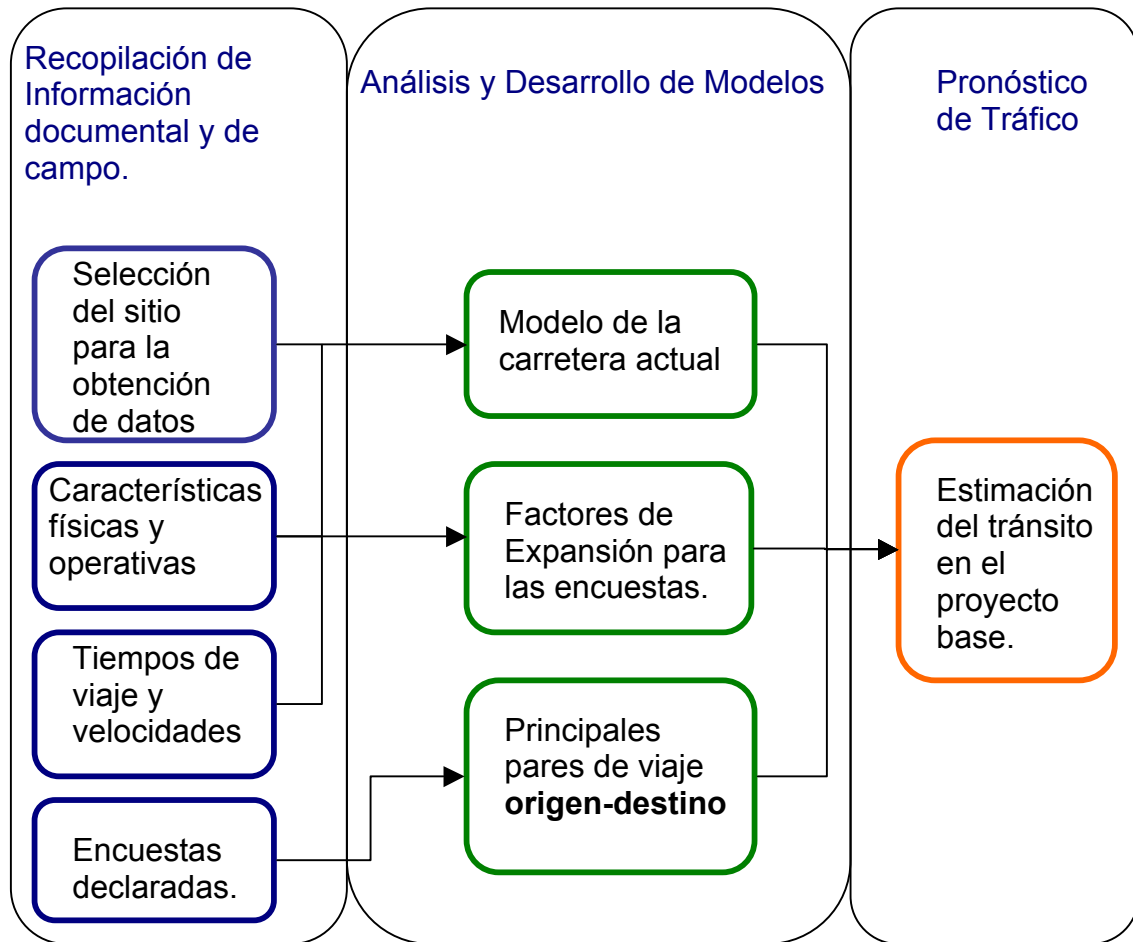 Recopilación de
Información
documental y de
campo.
Análisis y Desarrollo de Modelos
Pronóstico
de Tráfico
Selección
del sitio
para la
obtención
de datos
Características
físicas y
operativas
Tiempos de
viaje y
velocidades
Encuestas
declaradas.
Modelo de la
carretera actual
Factores de
Expansión para
las encuestas.
Principales
pares de viaje
origen-destino
Estimación
del tránsito
en el
proyecto
base.